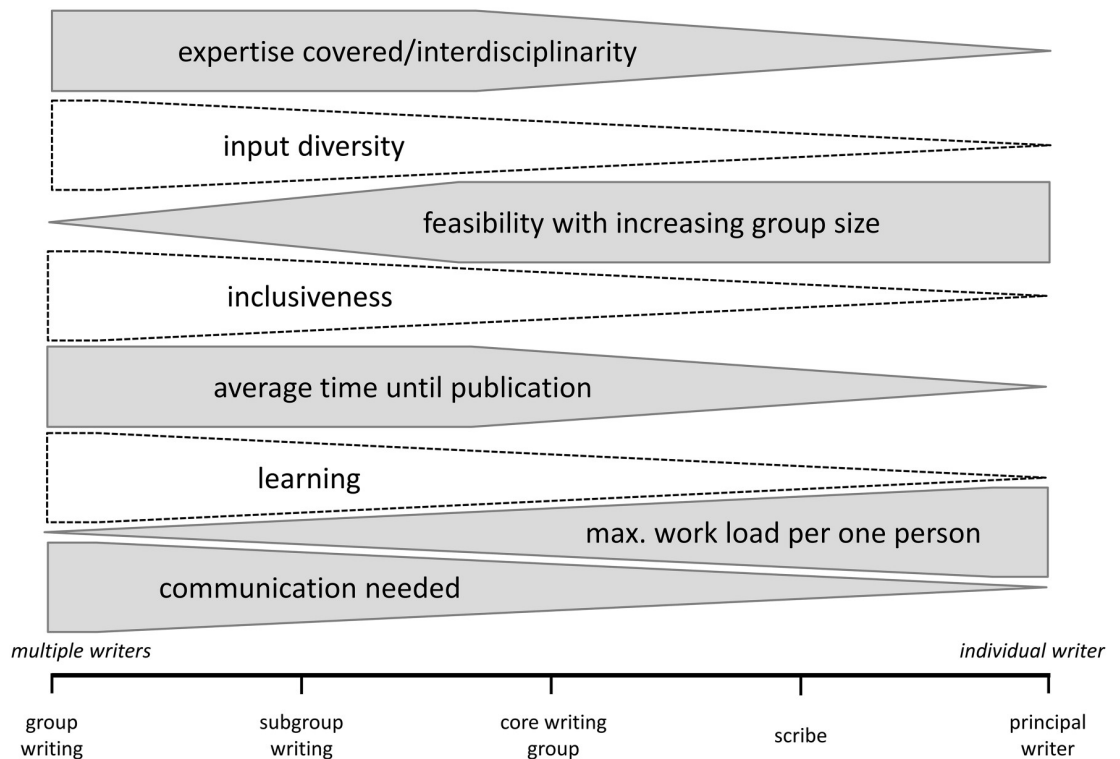 expertise covered/interdisciplinarity
input diversity
feasibility with increasing group size
inclusiveness
average time until publication
learning
max. work load per one person
communication needed
multiple writers
individual writer
group
writing
subgroup
writing
core writing
group
scribe
principal
writer